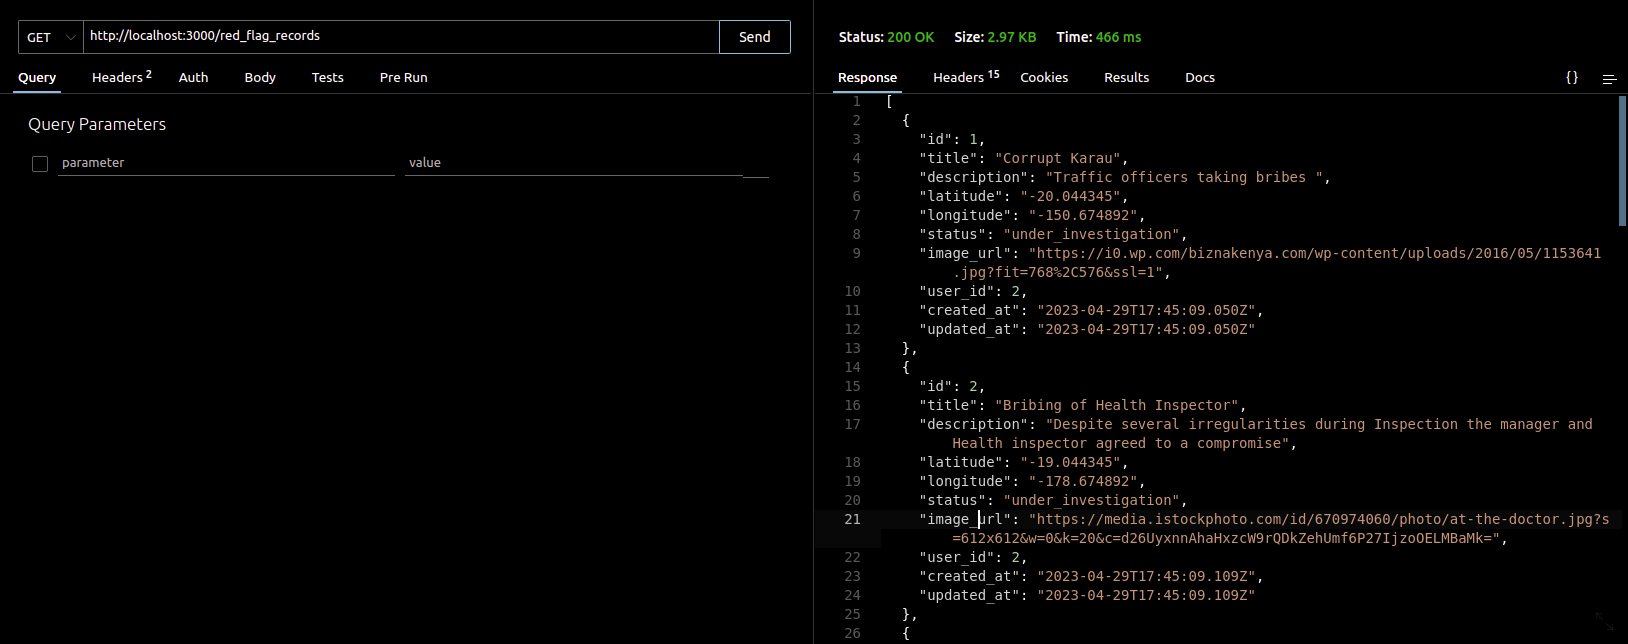 GET http://localhost:3000/red_flag_records Send
Query Headers 2 Auth Body Tests Pre Run
Query Parameters
parameter value
Status: 200 OK Size: 2.97 KB Time: 466 ms
Response Headers 15 Cookies Results Docs {}
1 [
2 {
3 "id": 1,
4 "title": "Corrupt Karau",
5 "description": "Traffic officers taking bribes ",
6 "latitude": "-20.044345",
7 "longitude": "-150.674892",
8 "status": "under_investigation",
9 "image_url": "https://i0.wp.com/biznakenya.com/wp-content/uploads/2016/05/1153641
.jpg?fit=768%2C576&ssl=1",
10 "user_id": 2,
11 "created_at": "2023-04-29T17:45:09.050Z",
12 "updated_at": "2023-04-29T17:45:09.050Z"
13 },
14 {
15 "id": 2,
16 "title": "Bribing of Health Inspector",
17 "description": "Despite several irregularities during Inspection the manager and
Health inspector agreed to a compromise",
18 "latitude": "-19.044345",
19 "longitude": "-178.674892",
20 "status": "under_investigation",
21 "image_url": "https://media.istockphoto.com/id/670974060/photo/at-the-doctor.jpg?s
=612x612&w=0&k=20&c=d26UyxnnAhaHxzcW9rQDkZehUmf6P27IjzoOELMBaMk=",
22 "user_id": 2,
23 "created_at": "2023-04-29T17:45:09.109Z",
24 "updated_at": "2023-04-29T17:45:09.109Z"
25 },
26 {